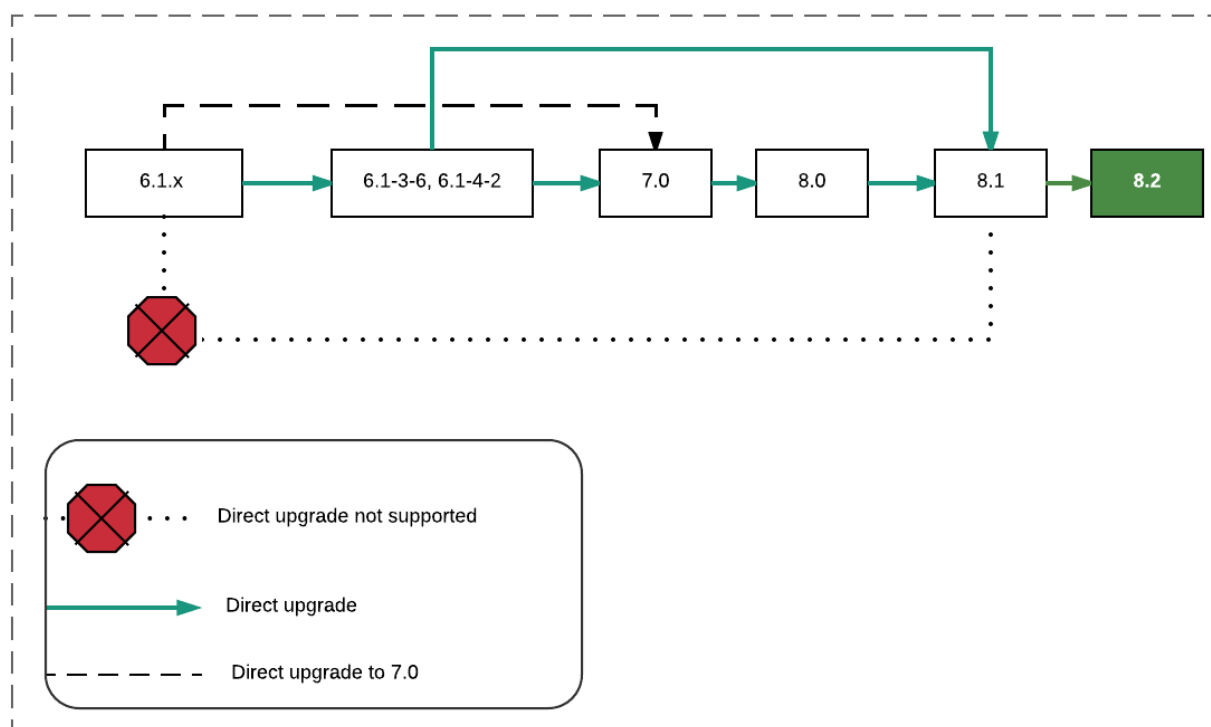 6.1.x
6.1-3-6, 6.1-4-2
7.0
8.0
8.1
8.2
Direct upgrade not supported
Direct upgrade
Direct upgrade to 7.0